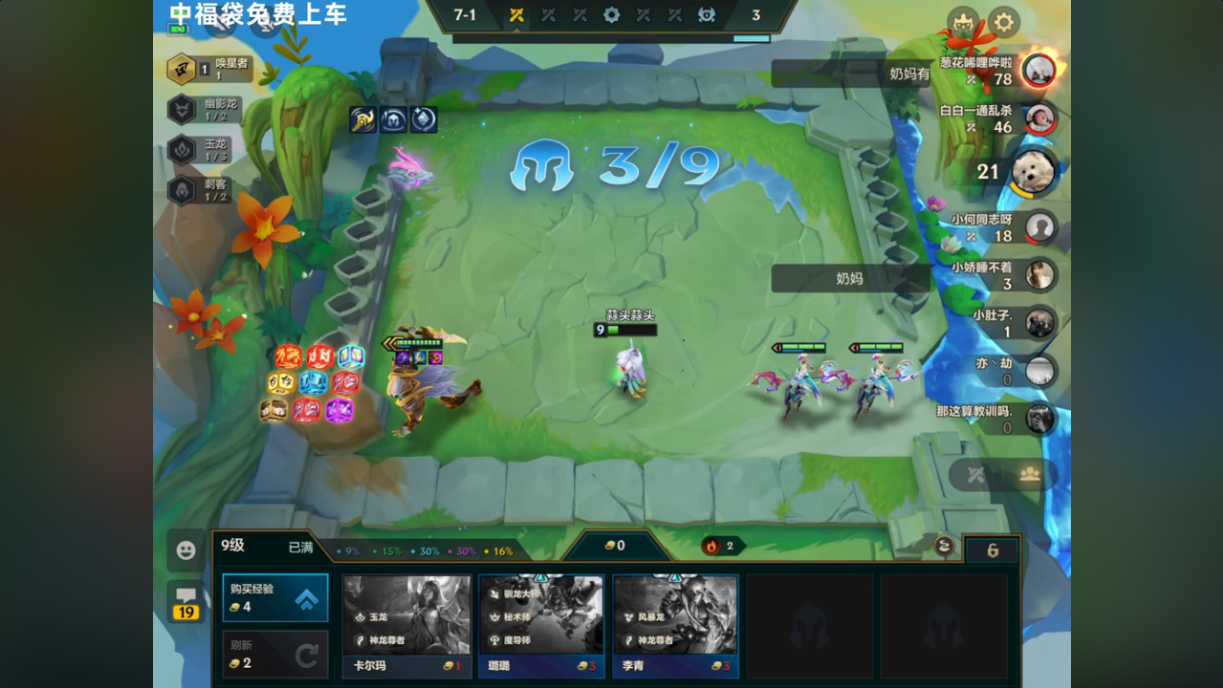 中福袋免费上车
7-1
3
1
唤星者
1
幽影龙
1/2
玉龙
1/3
刺客
1/2
3/9
奶妈有
葱花唏哩哗啦
78
白白一通乱杀
46
21
小何同志呀
18
奶妈
小娇睡不着
3
小肚子.
1
亦丶劫
0
那这算教训吗.
0
蒜头蒜头
9
9级
已满
9%
15%
30%
30%
16%
0
2
6
购买经验
4
刷新
2
19
玉龙
神龙尊者
卡尔玛
1
驯龙大师
秘术师
魔导师
璐璐
3
风暴龙
神龙尊者
李青
3